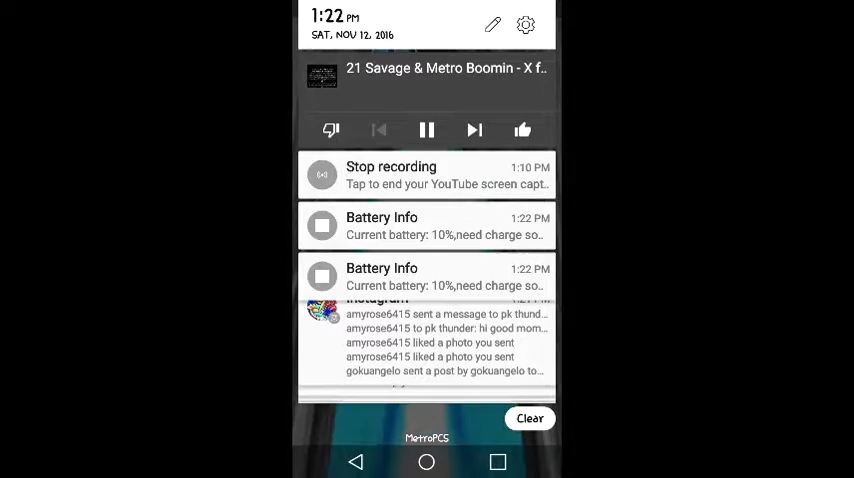 1:22 PM
SAT, NOV 12, 2016
21 Savage & Metro Boomin - X f..
Stop recording 1:10 PM
Tap to end your YouTube screen capt..
Battery Info 1:22 PM
Current battery: 10%,need charge so..
Battery Info 1:22 PM
Current battery: 10%,need charge so..
Instagram 1:21 PM
amyrose6415 sent a message to pk thund...
amyrose6415 to pk thunder: hi good mom...
amyrose6415 liked a photo you sent
amyrose6415 liked a photo you sent
gokuangelo sent a post by gokuangelo to...
Clear
MetroPCS